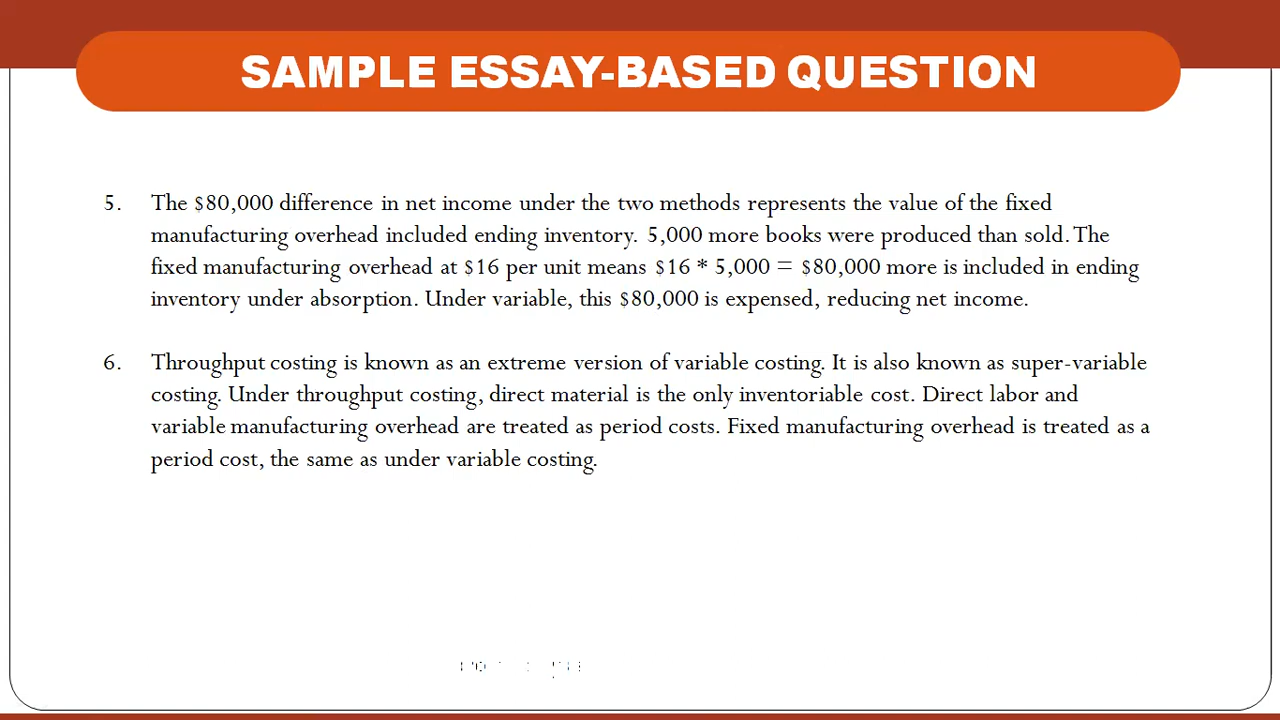 SAMPLE ESSAY-BASED QUESTION
5. The $80,000 difference in net income under the two methods represents the value of the fixed
manufacturing overhead included ending inventory. 5,000 more books were produced than sold. The
fixed manufacturing overhead at $16 per unit means $16 * 5,000 = $80,000 more is included in ending
inventory under absorption. Under variable, this $80,000 is expensed, reducing net income.
6. Throughput costing is known as an extreme version of variable costing. It is also known as super-variable
costing. Under throughput costing, direct material is the only inventoriable cost. Direct labor and
variable manufacturing overhead are treated as period costs. Fixed manufacturing overhead is treated as a
period cost, the same as under variable costing.